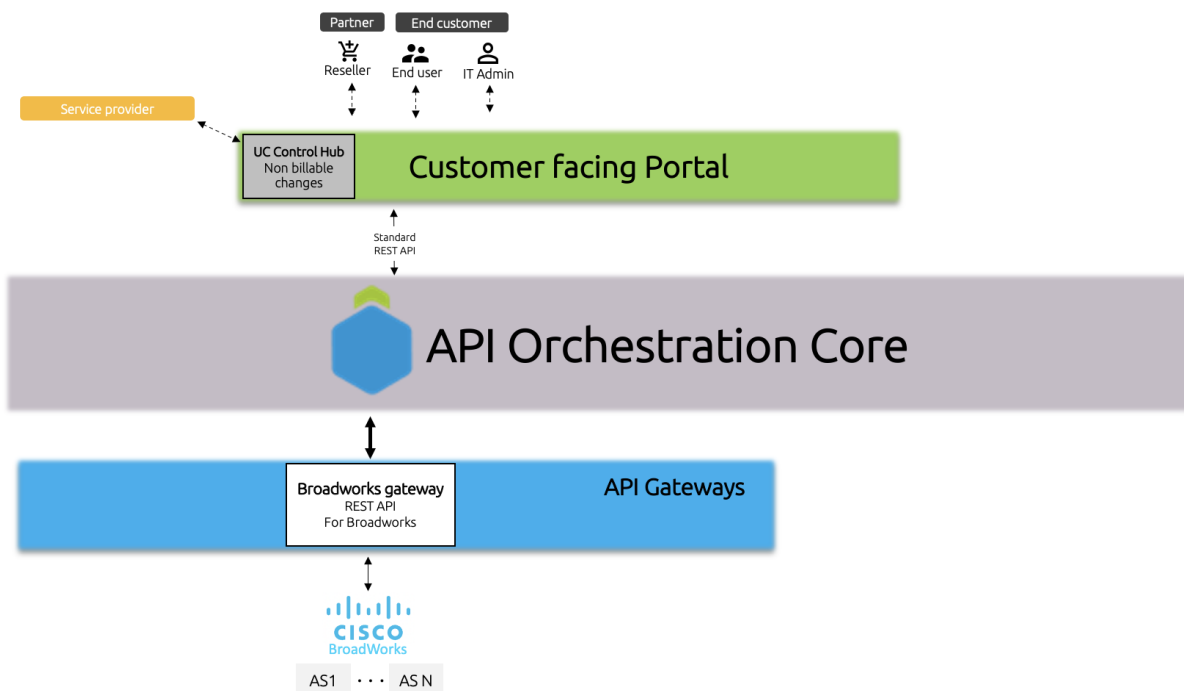 Partner
End customer
Reseller
End user
IT Admin
Service provider
UC Control Hub
Non billable
changes
Customer facing Portal
Standard
REST API
API Orchestration Core
Broadworks gateway
REST API
For Broadworks
API Gateways
CISCO
BroadWorks
AS1 · · · AS N